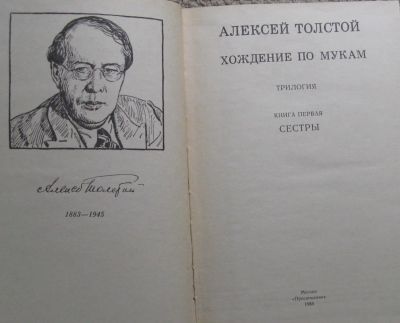 Алексей Толстой
1883—1945
АЛЕКСЕЙ ТОЛСТОЙ
ХОЖДЕНИЕ ПО МУКАМ
ТРИЛОГИЯ
КНИГА ПЕРВАЯ
СЕСТРЫ
Москва
«Просвещение»